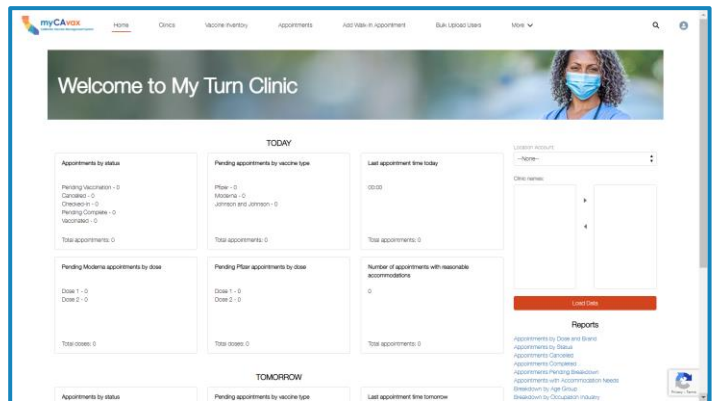 myCAvax
Home
Clinics
Vaccine Inventory
Appointments
Add Walk-in Appointment
Bulk Upload Users
More
Welcome to My Turn Clinic
TODAY
Appointments by status
Pending Vaccination - 0
Cancelled - 0
Checked-in - 0
Pending Complete - 0
Vaccinated - 0
Total appointments: 0
Pending appointments by vaccine type
Pfizer - 0
Moderna - 0
Johnson and Johnson - 0
Total appointments: 0
Last appointment time today
00:00
Total appointments: 0
Pending Moderna appointments by dose
Dose 1 - 0
Dose 2 - 0
Total doses: 0
Pending Pfizer appointments by dose
Dose 1 - 0
Dose 2 - 0
Total doses: 0
Number of appointments with reasonable
accommodations
0
Total appointments: 0
Location Account
--None--
Clinic names:
Load Data
Reports
Appointments by Dose and Brand
Appointments by Status
Appointments Cancelled
Appointments Completed
Appointments Pending Breakdown
Appointments with Accommodation Needs
Breakdown by Age Group
Breakdown by Occupation Industry
TOMORROW
Appointments by status
Pending appointments by vaccine type
Last appointment time tomorrow
Privacy - Terms